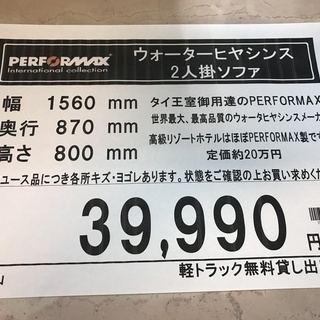 PERFORMAX
International collection
ウォーターヒヤシンス
2人掛ソファ
幅 1560 mm
奥行 870 mm
高さ 800 mm
タイ王室御用達のPERFORMAX
世界最大、最高品質のウォータヒヤシンスメーカ
高級リゾートホテルはほぼPERFORMAX製です
定価約20万円
ユース品につき各所キズ・ヨゴレあります。状態をご確認の上お買い求めくだ
39,990円
軽トラック無料貸し出